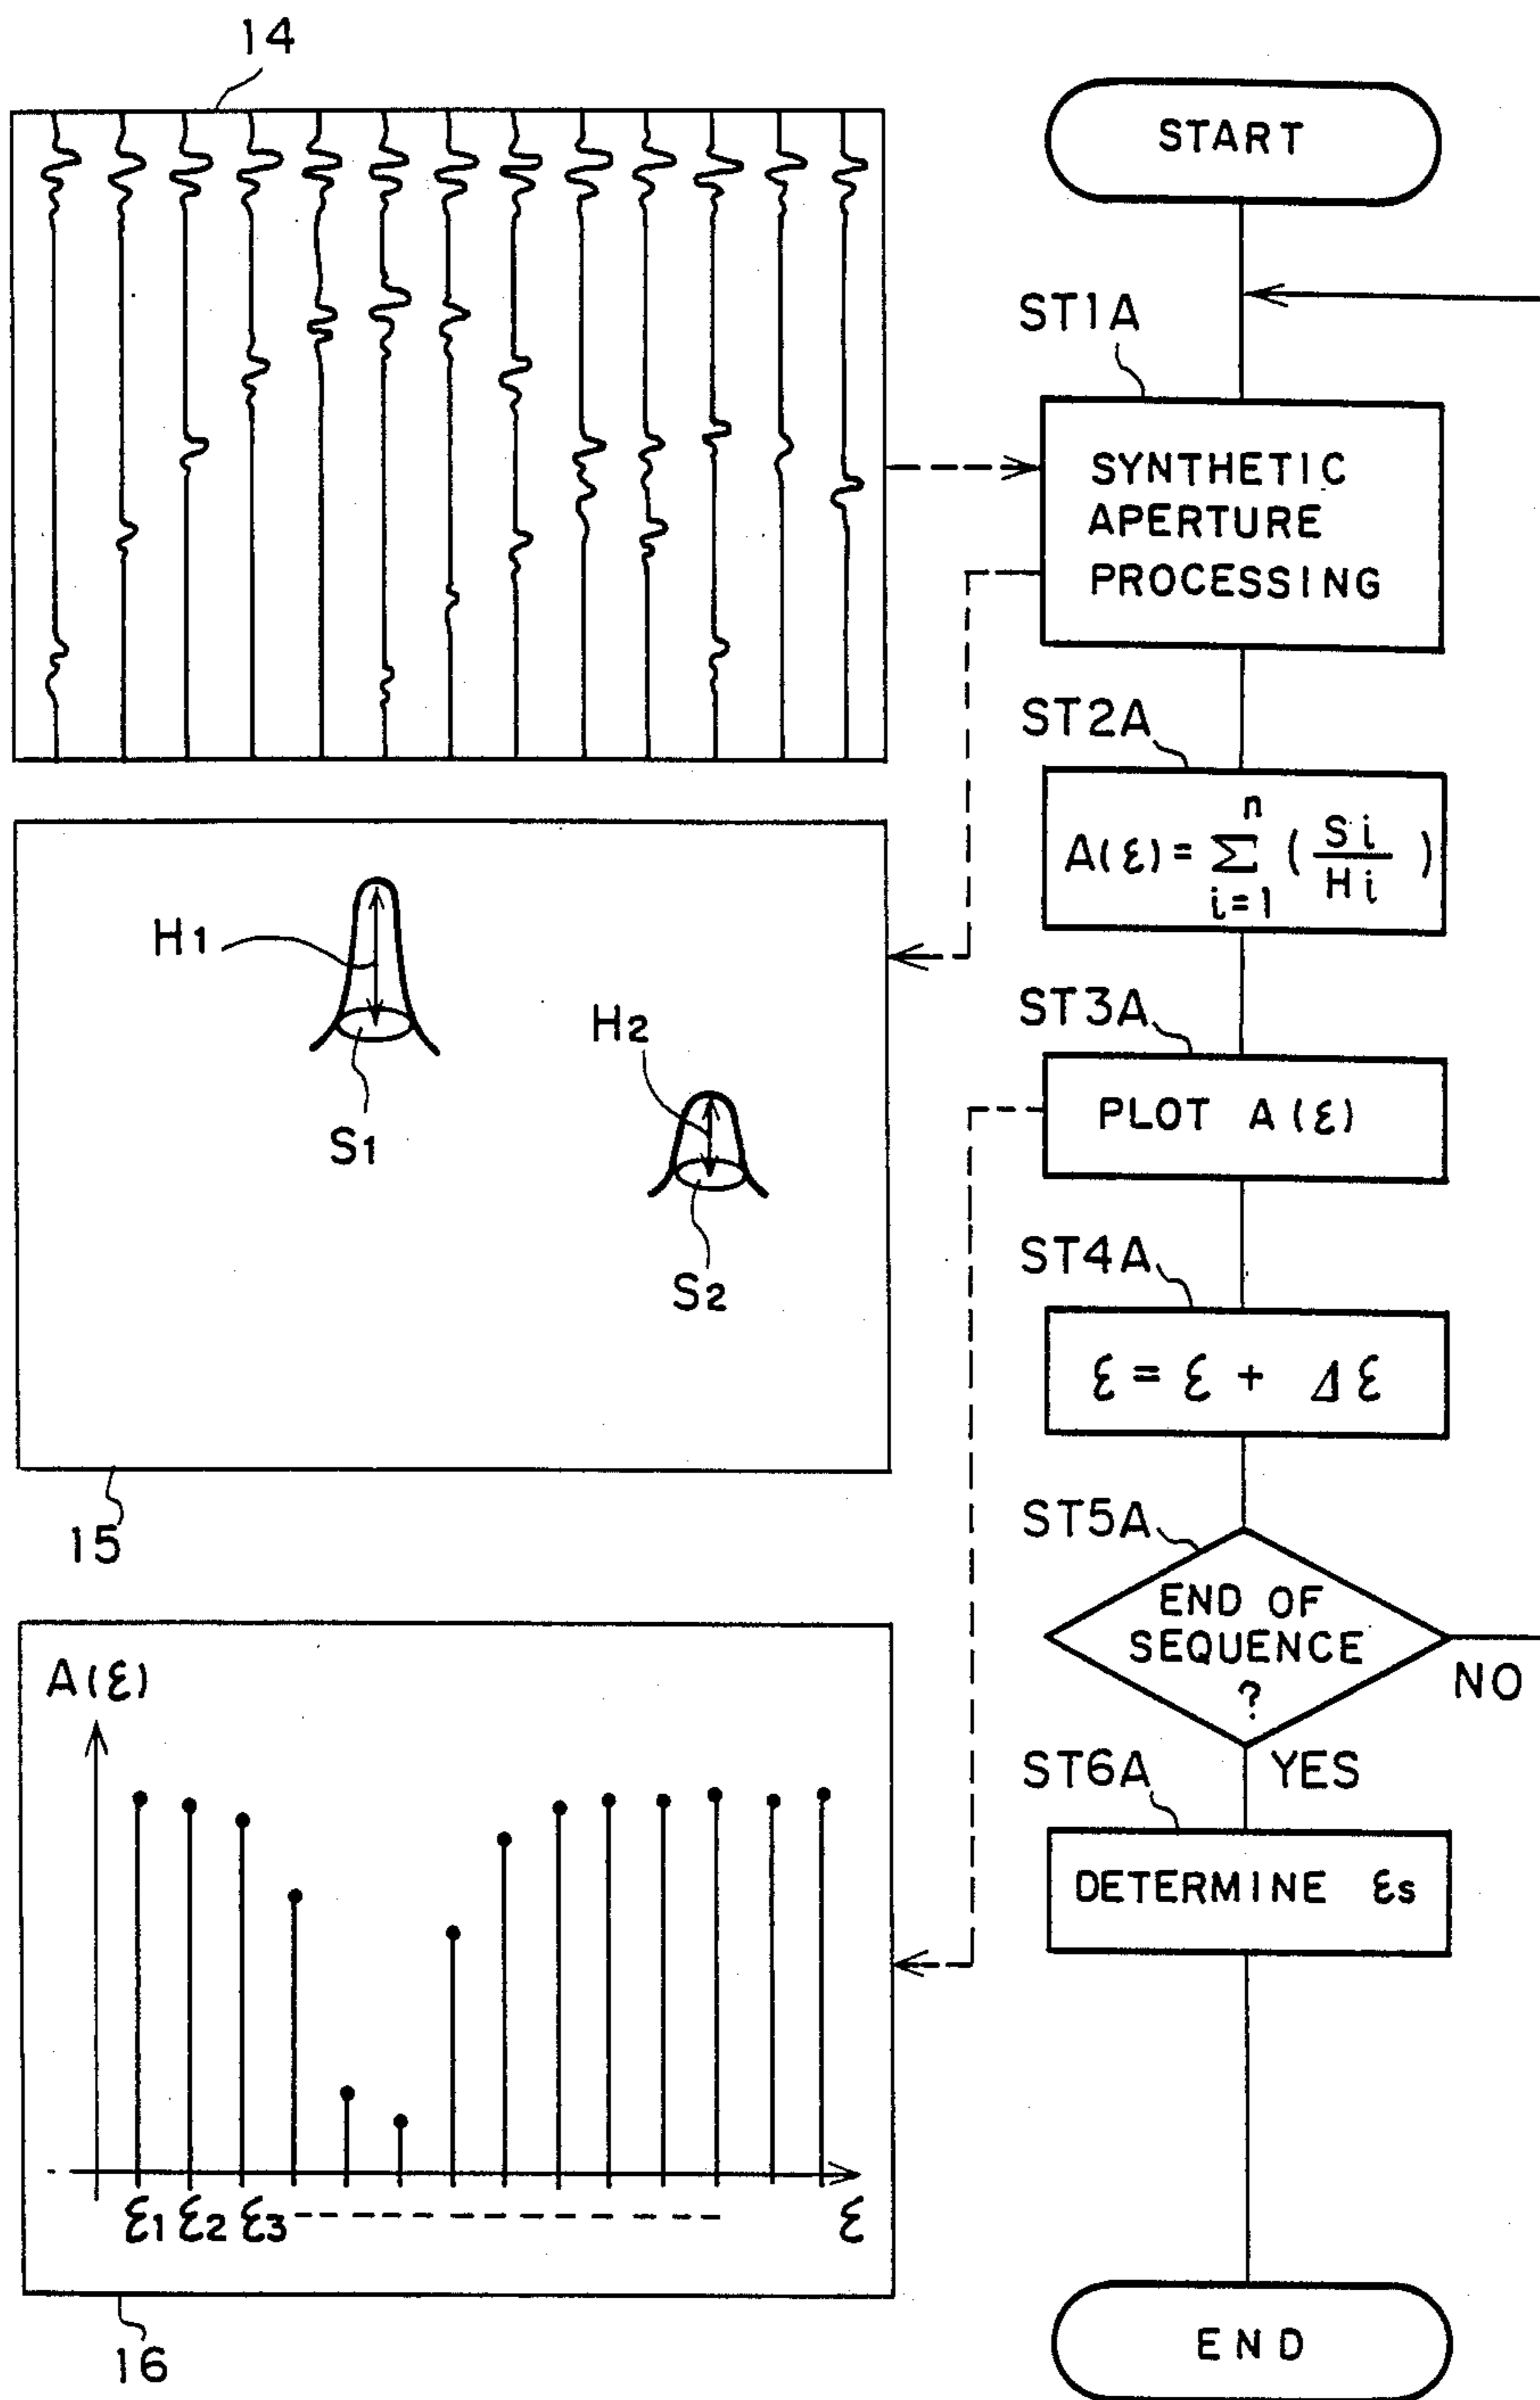 14
START
ST1A
SYNTHETIC
APERTURE
PROCESSING
ST2A
A(ε) = Σ i=1 n ( Si / Hi )
H1
S1
H2
S2
15
ST3A
PLOT A(ε)
ST4A
ε = ε + Δε
ST5A
END OF
SEQUENCE
?
NO
YES
ST6A
DETERMINE εs
A(ε)
ε1 ε2 ε3 ε
16
END